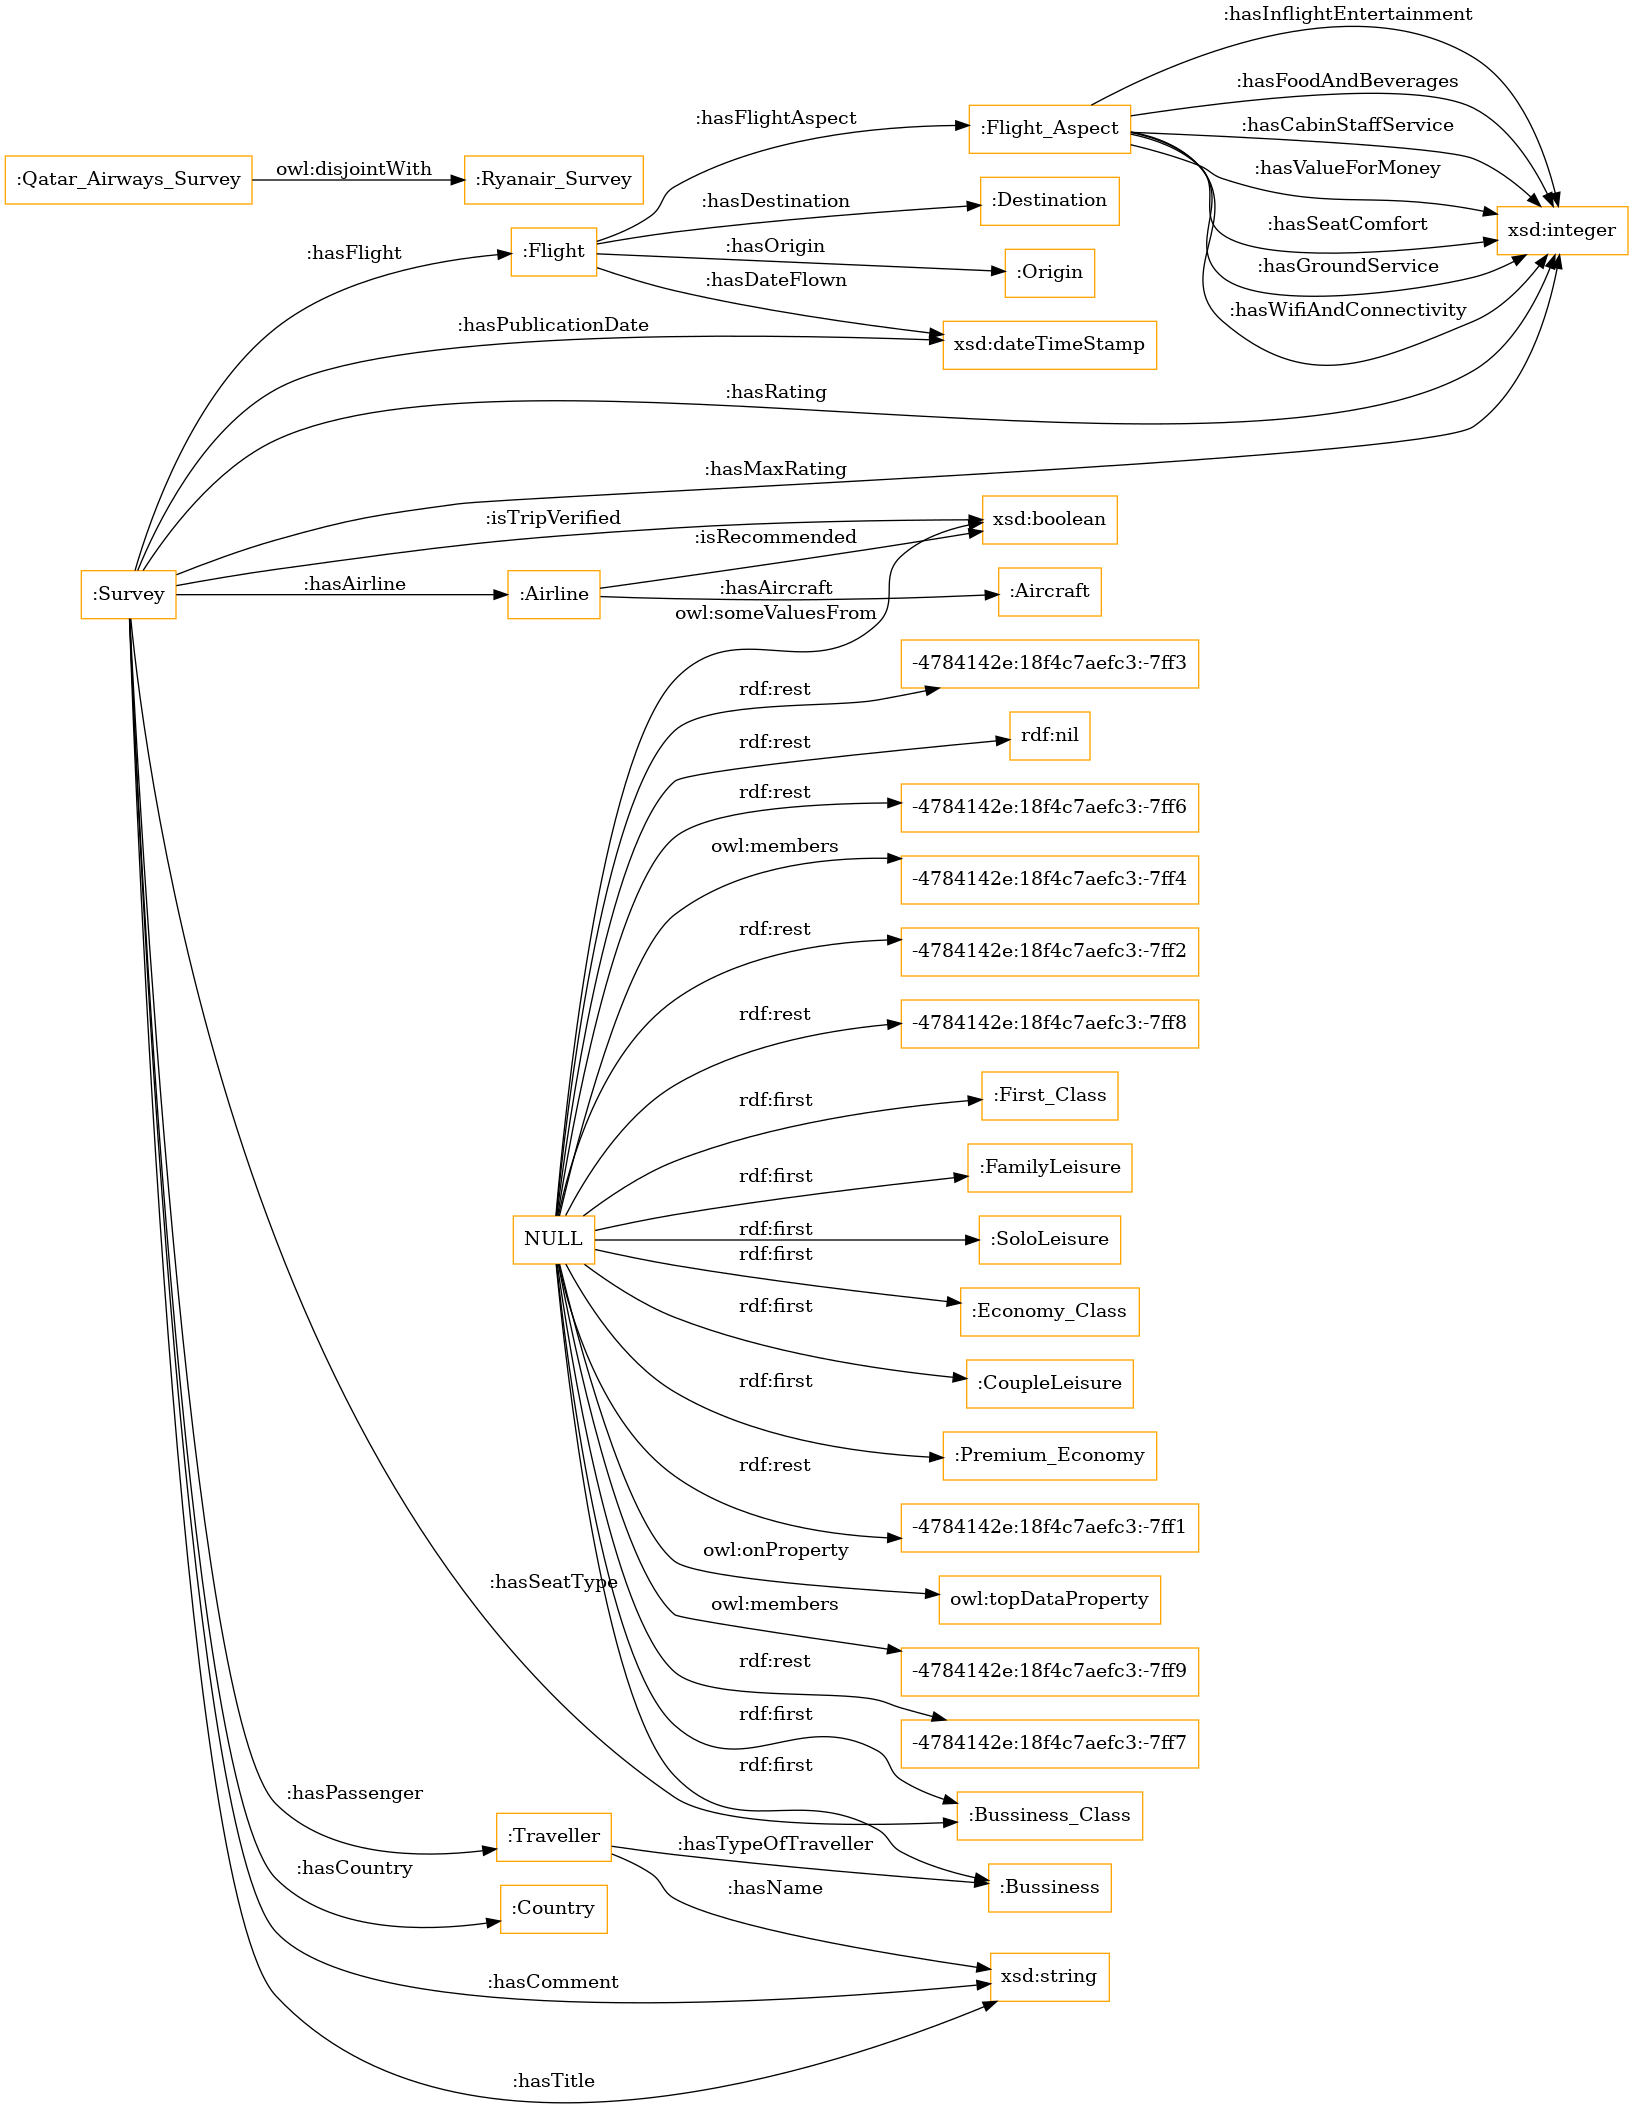 :hasInflightEntertainment
:hasFoodAndBeverages
:hasFlightAspect
:Flight_Aspect
:hasCabinStaffService
:Qatar_Airways_Survey
owl:disjointWith
:Ryanair_Survey
:hasValueForMoney
:hasDestination
:Destination
:hasSeatComfort
xsd:integer
:hasFlight
:Flight
:hasOrigin
:Origin
:hasGroundService
:hasDateFlown
:hasWifiAndConnectivity
:hasPublicationDate
xsd:dateTimeStamp
:hasRating
:hasMaxRating
:isTripVerified
xsd:boolean
:isRecommended
:Survey
:hasAirline
:Airline
:hasAircraft
:Aircraft
owl:someValuesFrom
-4784142e:18f4c7aefc3:-7ff3
rdf:rest
rdf:rest
rdf:nil
rdf:rest
-4784142e:18f4c7aefc3:-7ff6
owl:members
-4784142e:18f4c7aefc3:-7ff4
rdf:rest
-4784142e:18f4c7aefc3:-7ff2
rdf:rest
-4784142e:18f4c7aefc3:-7ff8
rdf:first
:First_Class
rdf:first
:FamilyLeisure
NULL
rdf:first
:SoloLeisure
rdf:first
:Economy_Class
rdf:first
:CoupleLeisure
rdf:first
:Premium_Economy
rdf:rest
-4784142e:18f4c7aefc3:-7ff1
owl:onProperty
:hasSeatType
owl:topDataProperty
owl:members
-4784142e:18f4c7aefc3:-7ff9
rdf:rest
-4784142e:18f4c7aefc3:-7ff7
rdf:first
rdf:first
:Bussiness_Class
:hasPassenger
:Traveller
:hasTypeOfTraveller
:Bussiness
:hasCountry
:hasName
:Country
:hasComment
xsd:string
:hasTitle